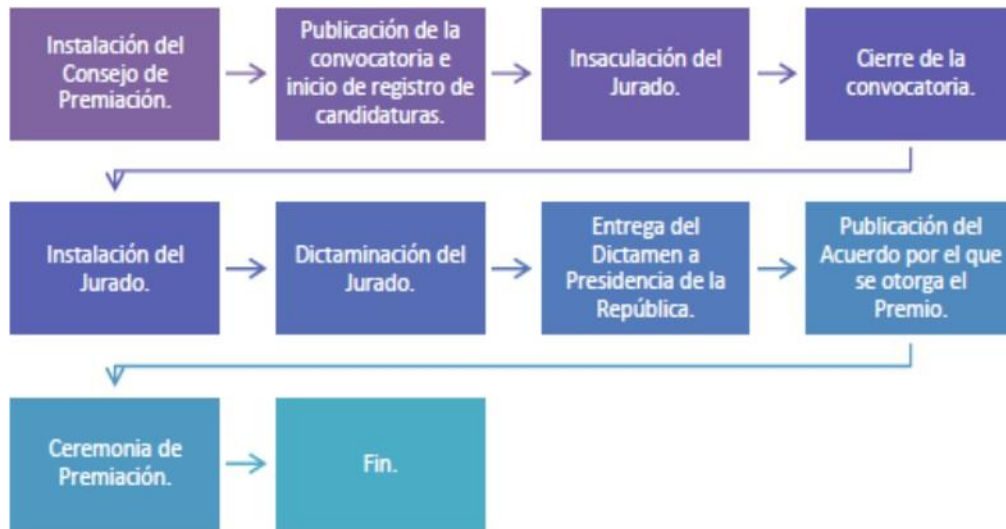 Instalación del
Consejo de
Premiación.
Publicación de la
convocatoria e
inicio de registro de
candidaturas.
Insaculación del
Jurado.
Cierre de la
convocatoria.
Instalación del
Jurado.
Dictaminación del
Jurado.
Entrega del
Dictamen a
Presidencia de la
República.
Publicación del
Acuerdo por el que
se otorga el
Premio.
Ceremonia de
Premiación.
Fin.